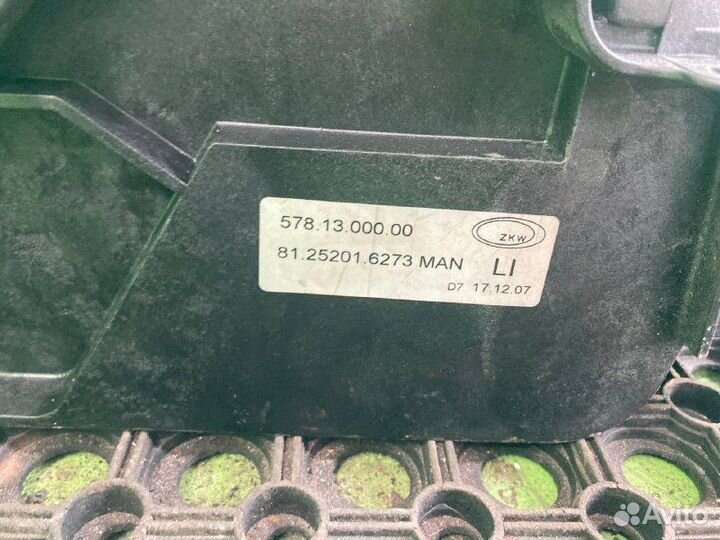 578.13.000.00
ZKW
81.25201.6273 MAN LI
D7 17.12.07
Avito